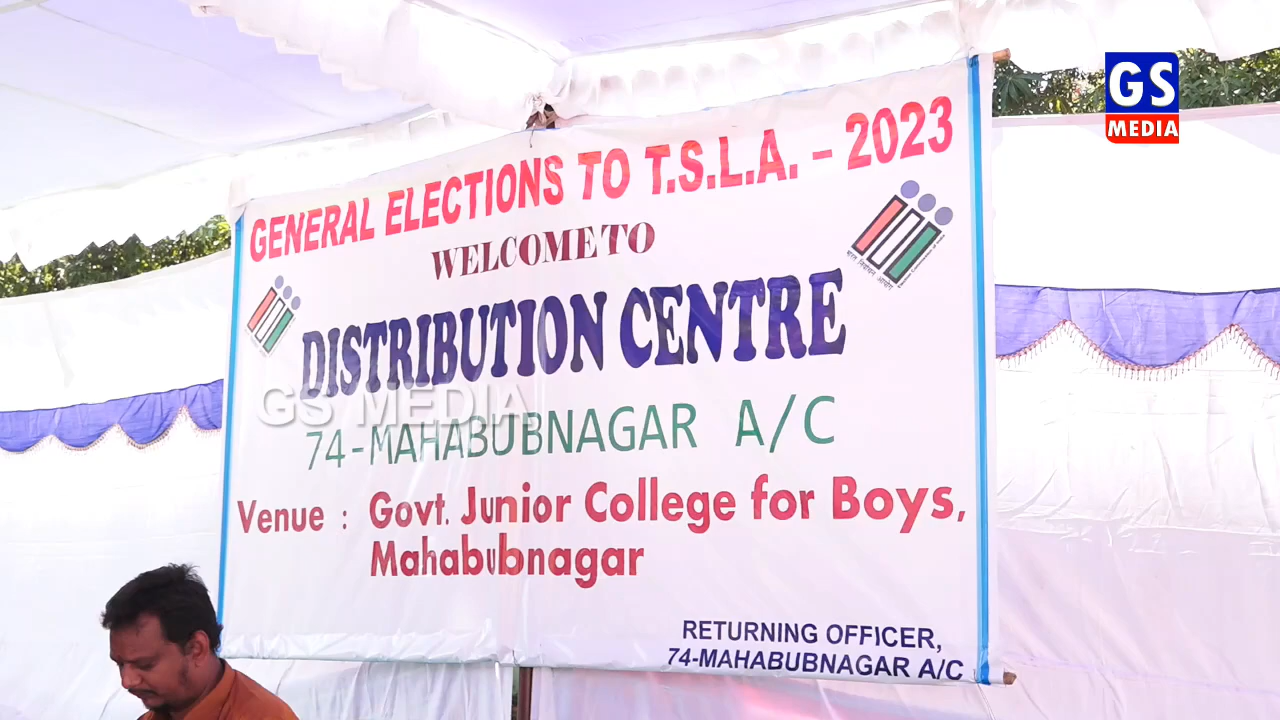 GS
MEDIA
GENERAL ELECTIONS TO T.S.L.A. - 2023
WELCOME TO
DISTRIBUTION CENTRE
GS MEDIA
74-MAHABUBNAGAR A/C
Venue : Govt. Junior College for Boys,
Mahabubnagar
RETURNING OFFICER,
74-MAHABUBNAGAR A/C